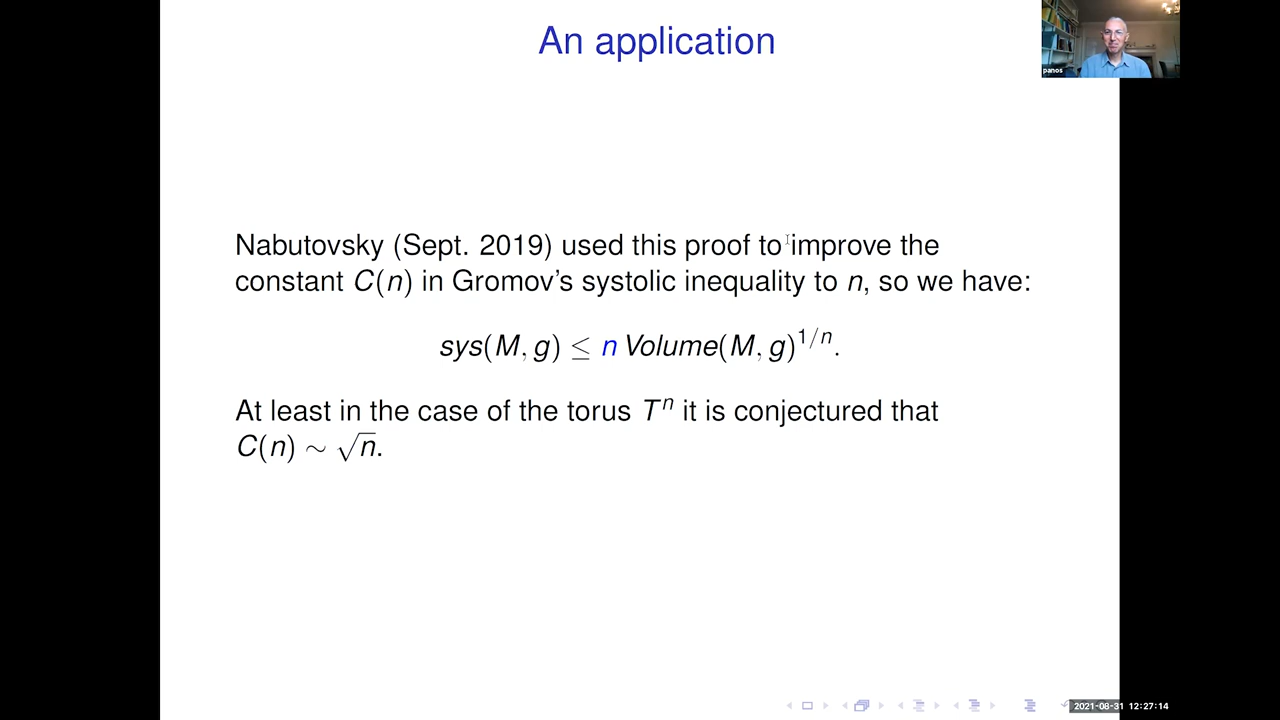 An application
panos
Nabutovsky (Sept. 2019) used this proof to improve the
constant C(n) in Gromov's systolic inequality to n, so we have:
sys(M, g) ≤ n Volume(M, g)^{1/n}.
At least in the case of the torus T^n it is conjectured that
C(n) ∼ √n.
2021-08-31 12:27:14